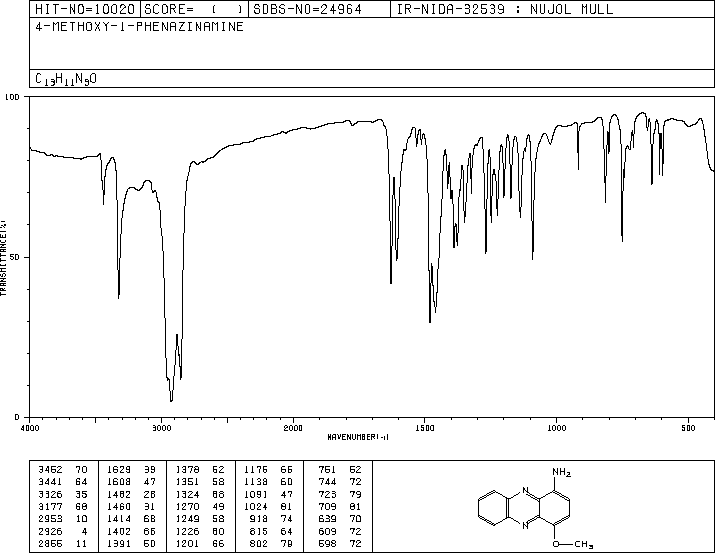 HIT-NO=10020 SCORE= ( ) SDBS-NO=24964 IR-NIDA-32539 : NUJOL MULL
4-METHOXY-1-PHENAZINAMINE
C13H11N3O
100
50
0
TRANSMITTANCE(%)
4000 3000 2000 1500 1000 500
WAVENUMBER(-1)
3462 70 1629 39 1378 52 1176 66 751 52
3441 64 1608 47 1351 58 1138 60 744 72
3326 35 1482 28 1324 68 1091 47 723 79
3177 68 1460 31 1270 49 1024 81 709 81
2953 10 1414 68 1249 58 918 74 639 70
2926 4 1402 66 1226 60 815 64 609 72
2855 11 1391 50 1201 66 802 79 598 72
NH2
N
N
O CH3